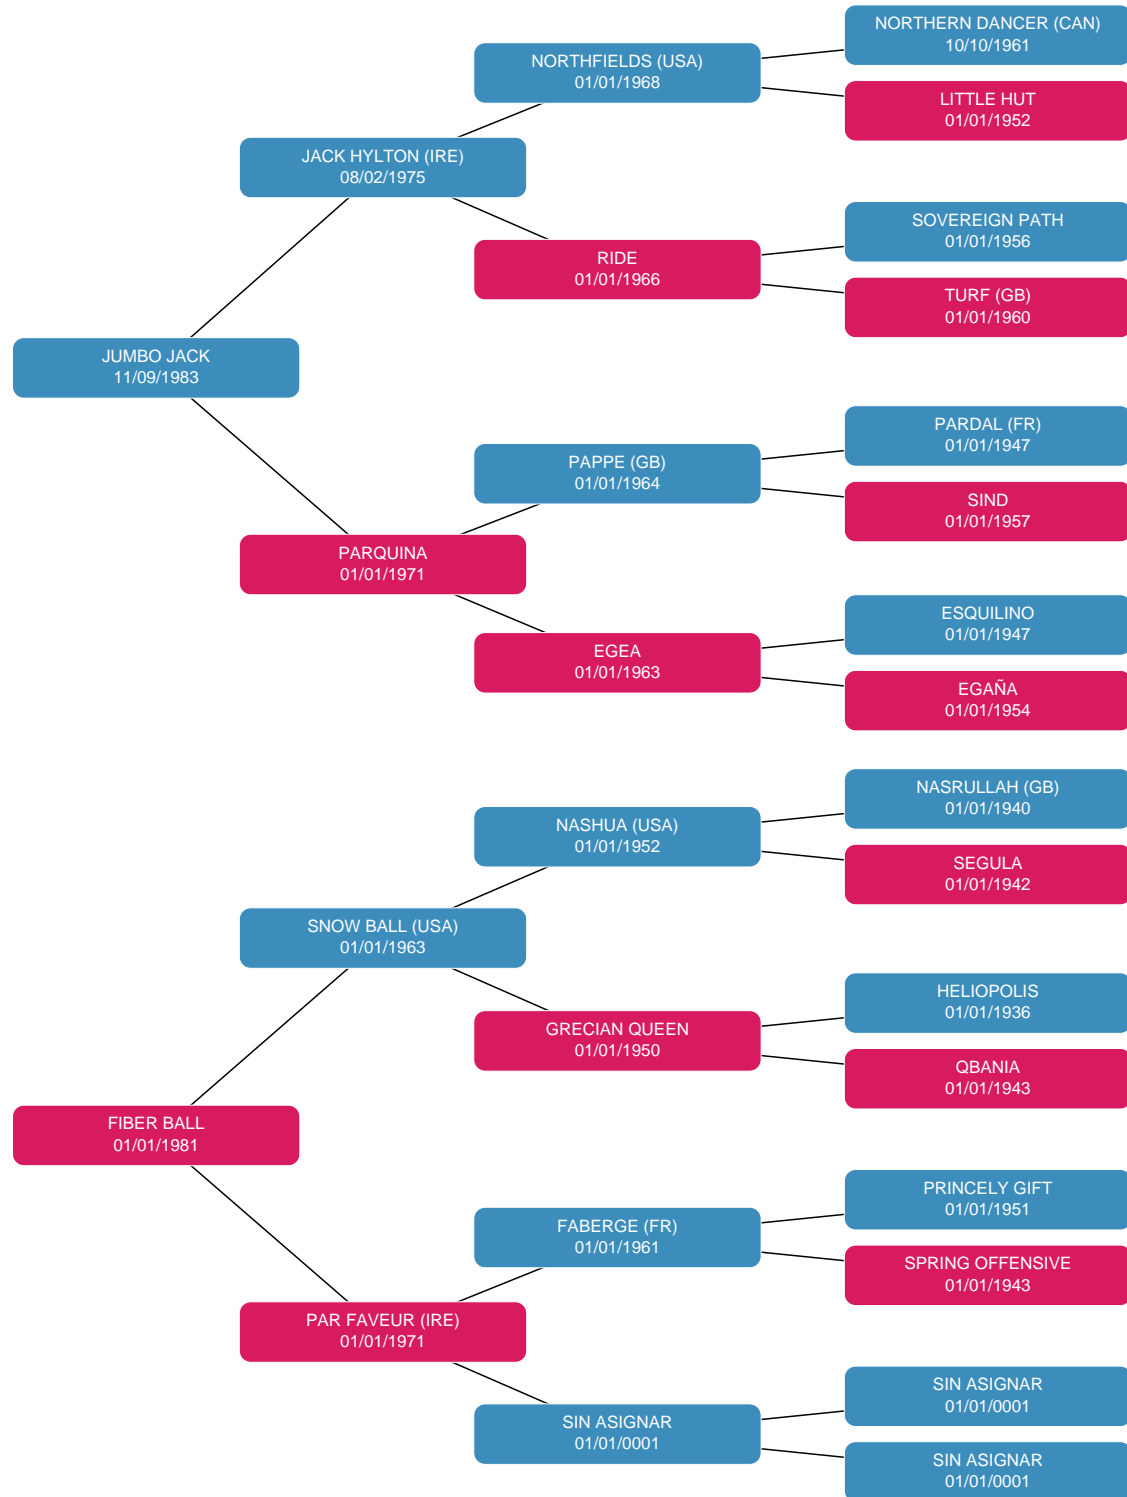 NORTHERN DANCER (CAN)
10/10/1961
NORTHFIELDS (USA)
01/01/1968
LITTLE HUT
01/01/1952
JACK HYLTON (IRE)
08/02/1975
SOVEREIGN PATH
01/01/1956
RIDE
01/01/1966
TURF (GB)
01/01/1960
JUMBO JACK
11/09/1983
PARDAL (FR)
01/01/1947
PAPPE (GB)
01/01/1964
SIND
01/01/1957
PARQUINA
01/01/1971
ESQUILINO
01/01/1947
EGEA
01/01/1963
EGAÑA
01/01/1954
NASRULLAH (GB)
01/01/1940
NASHUA (USA)
01/01/1952
SEGULA
01/01/1942
SNOW BALL (USA)
01/01/1963
HELIOPOLIS
01/01/1936
GRECIAN QUEEN
01/01/1950
QBANIA
01/01/1943
FIBER BALL
01/01/1981
PRINCELY GIFT
01/01/1951
FABERGE (FR)
01/01/1961
SPRING OFFENSIVE
01/01/1943
PAR FAVEUR (IRE)
01/01/1971
SIN ASIGNAR
01/01/0001
SIN ASIGNAR
01/01/0001
SIN ASIGNAR
01/01/0001